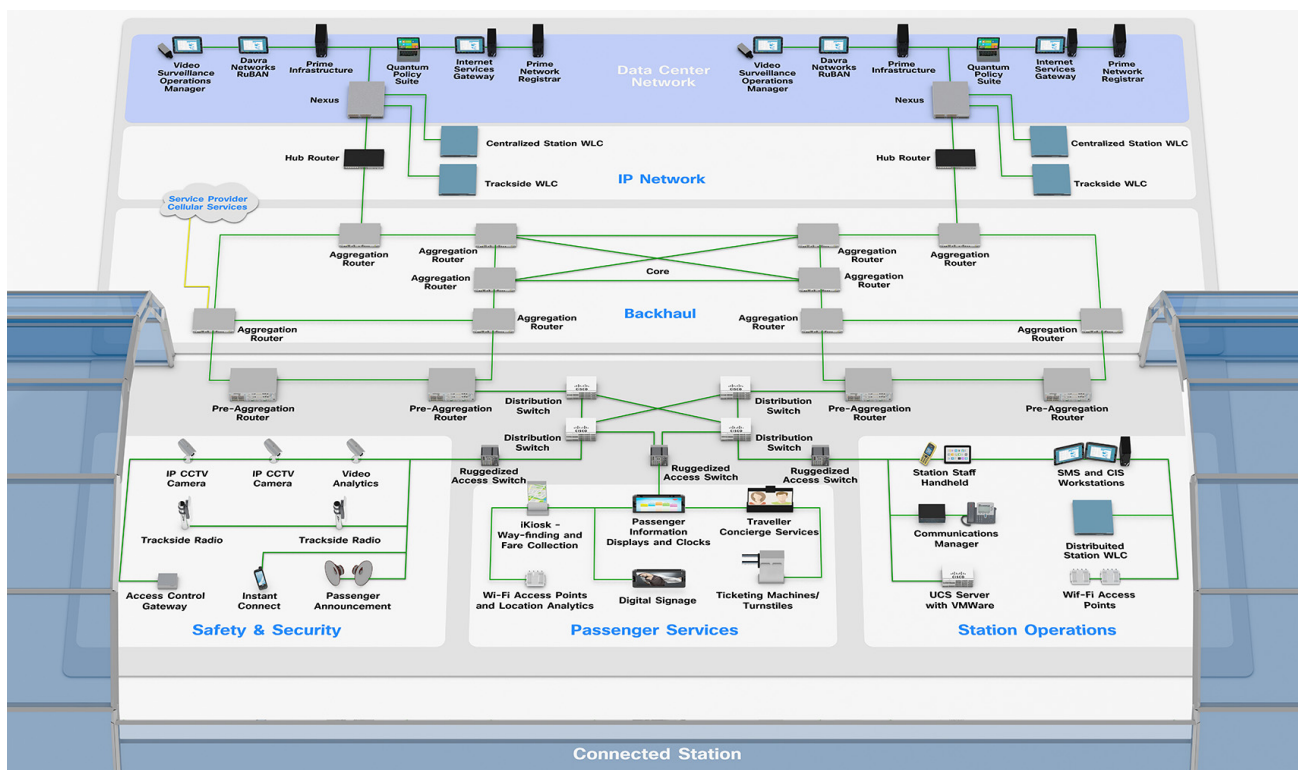 Video
Surveillance
Operations
Manager
Davra
Networks
RuBAN
Prime
Infrastructure
Quantum
Policy
Suite
Internet
Services
Gateway
Prime
Network
Registrar
Data Center
Network
Video
Surveillance
Operations
Manager
Davra
Networks
RuBAN
Prime
Infrastructure
Quantum
Policy
Suite
Internet
Services
Gateway
Prime
Network
Registrar
Nexus
Nexus
Centralized Station WLC
Centralized Station WLC
Hub Router
Hub Router
Trackside WLC
IP Network
Trackside WLC
Service Provider
Cellular Services
Aggregation
Router
Aggregation
Router
Aggregation
Router
Aggregation
Router
Aggregation
Router
Core
Aggregation
Router
Backhaul
Aggregation
Router
Aggregation
Router
Aggregation
Router
Aggregation
Router
Pre-Aggregation
Router
Pre-Aggregation
Router
CISCO
Distribution
Switch
CISCO
Distribution
Switch
Pre-Aggregation
Router
Pre-Aggregation
Router
CISCO
Distribution
Switch
CISCO
Distribution
Switch
IP CCTV
Camera
IP CCTV
Camera
Video
Analytics
Ruggedized
Access Switch
Ruggedized
Access Switch
Ruggedized
Access Switch
Station Staff
Handheld
SMS and CIS
Workstations
Trackside Radio
Trackside Radio
iKiosk -
Way-finding and
Fare Collection
Passenger
Information
Displays and Clocks
Traveller
Concierge Services
Communications
Manager
Distribuited
Station WLC
Access Control
Gateway
Instant
Connect
Passenger
Announcement
Wi-Fi Access Points
and Location Analytics
Digital Signage
Ticketing Machines/
Turnstiles
CISCO
UCS Server
with VMWare
Wif-Fi Access
Points
Safety & Security
Passenger Services
Station Operations
Connected Station